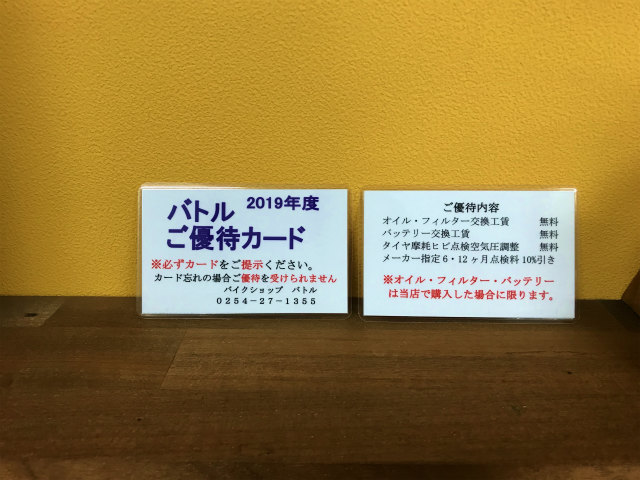 2019年度
バトル
ご優待カード
※必ずカードをご提示ください。
カード忘れの場合ご優待を受けられません
バイクショップ バトル
0254-27-1355
ご優待内容
オイル・フィルター交換工賃 無料
バッテリー交換工賃 無料
タイヤ摩耗ヒビ点検空気圧調整 無料
メーカー指定6・12ヶ月点検料 10%引き
※オイル・フィルター・バッテリー
は当店で購入した場合に限ります。